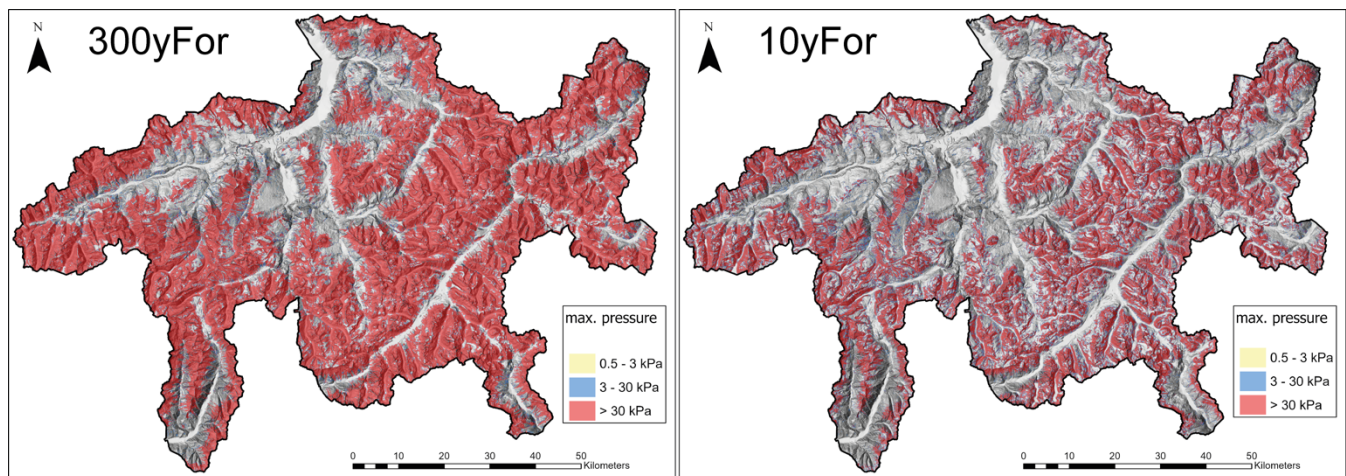 N
300yFor
max. pressure
0.5 - 3 kPa
3 - 30 kPa
> 30 kPa
0 10 20 30 40 50
Kilometers
N
10yFor
max. pressure
0.5 - 3 kPa
3 - 30 kPa
> 30 kPa
0 10 20 30 40 50
Kilometers